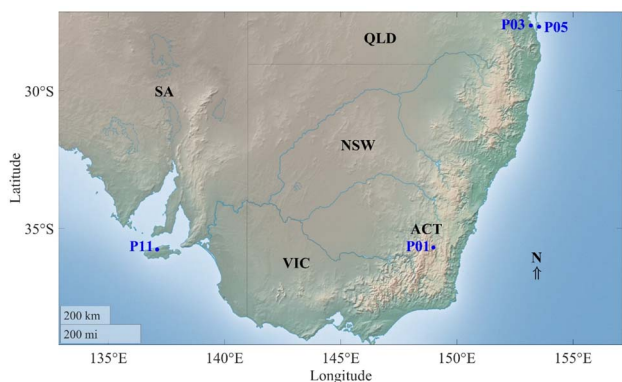 QLD
P03
P05
30°S
SA
NSW
Latitude
35°S
ACT
P11
P01
VIC
N
200 km
200 mi
135°E
140°E
145°E
150°E
155°E
Longitude